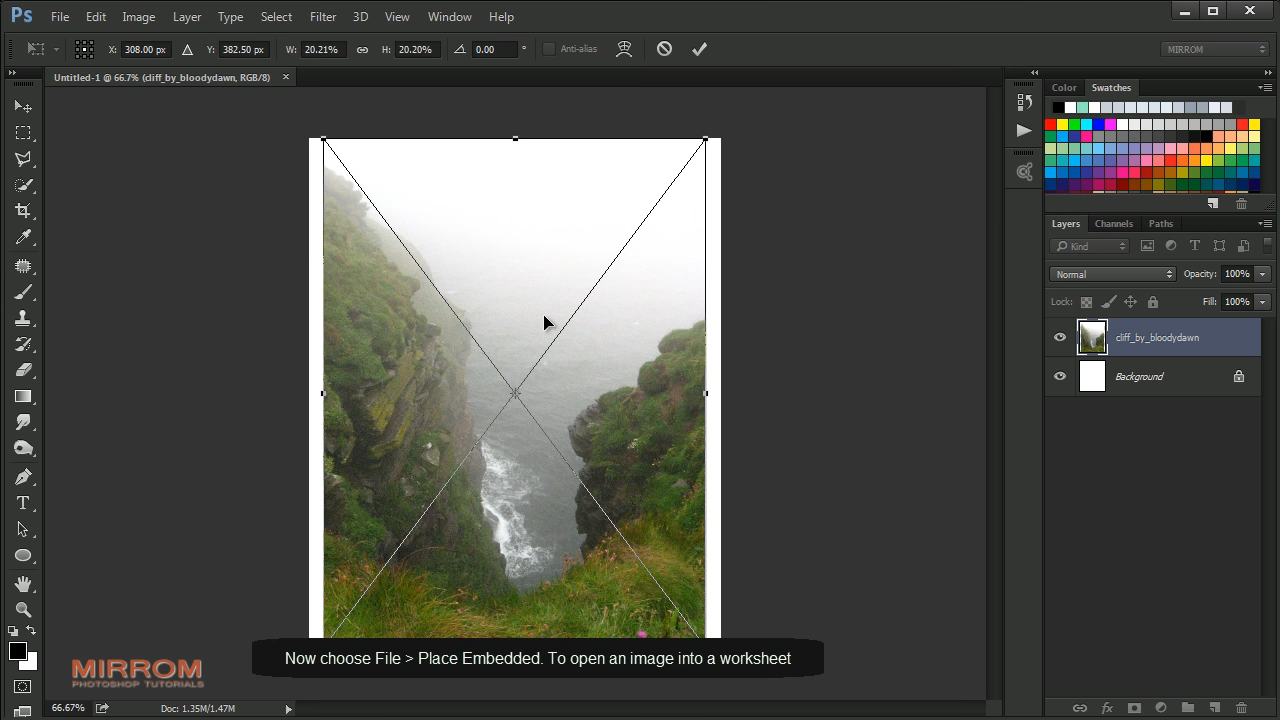 Ps File Edit Image Layer Type Select Filter 3D View Window Help
X: 308.00 px Y: 382.50 px W: 20.21% H: 20.20% 0.00 ° Anti-alias MIRROM
Untitled-1 @ 66.7% (cliff_by_bloodydawn, RGB/8) ×
Color Swatches
Layers Channels Paths
Kind
Normal Opacity: 100%
Lock: Fill: 100%
cliff_by_bloodydawn
Background
Now choose File > Place Embedded. To open an image into a worksheet
MIRROM
PHOTOSHOP TUTORIALS
66.67% Doc: 1.35M/1.47M